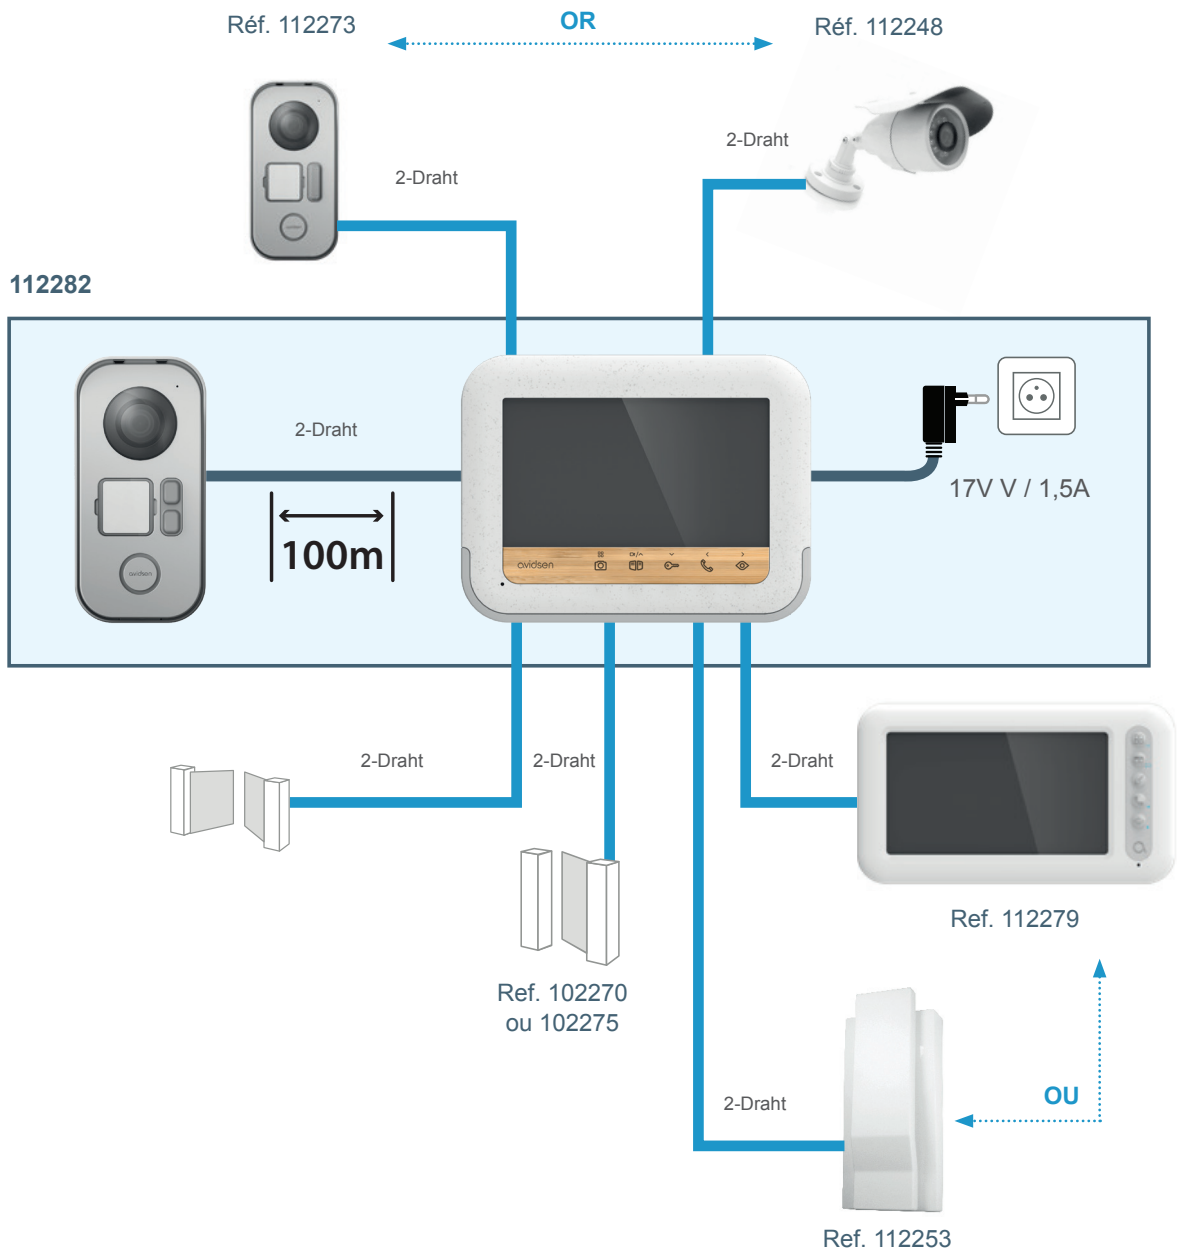 Réf. 112273
OR
Réf. 112248
2-Draht
2-Draht
112282
2-Draht
100m
17V V / 1,5A
avidsen
avidsen
2-Draht
2-Draht
2-Draht
Ref. 112279
Ref. 102270
ou 102275
OU
2-Draht
Ref. 112253